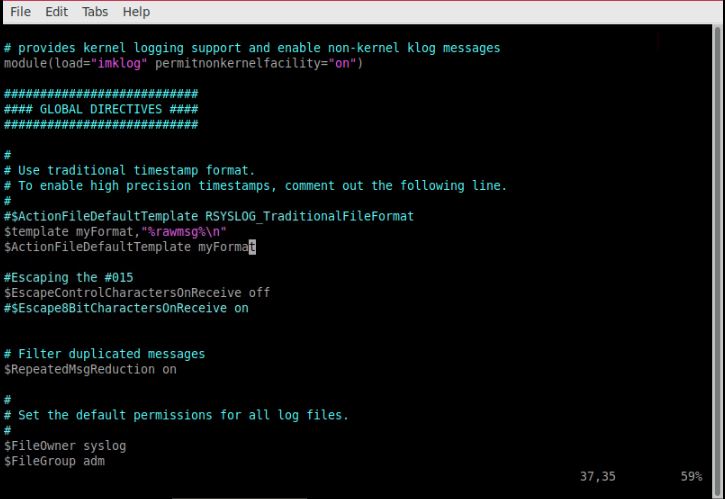 File Edit Tabs Help
# provides kernel logging support and enable non-kernel klog messages
module(load="imklog" permitnonkernelfacility="on")
###########################
#### GLOBAL DIRECTIVES ####
###########################
#
# Use traditional timestamp format.
# To enable high precision timestamps, comment out the following line.
#
#$ActionFileDefaultTemplate RSYSLOG_TraditionalFileFormat
$template myFormat,"%rawmsg%\n"
$ActionFileDefaultTemplate myFormat
#Escaping the #015
$EscapeControlCharactersOnReceive off
#$Escape8BitCharactersOnReceive on
# Filter duplicated messages
$RepeatedMsgReduction on
#
# Set the default permissions for all log files.
#
$FileOwner syslog
$FileGroup adm
37,35 59%